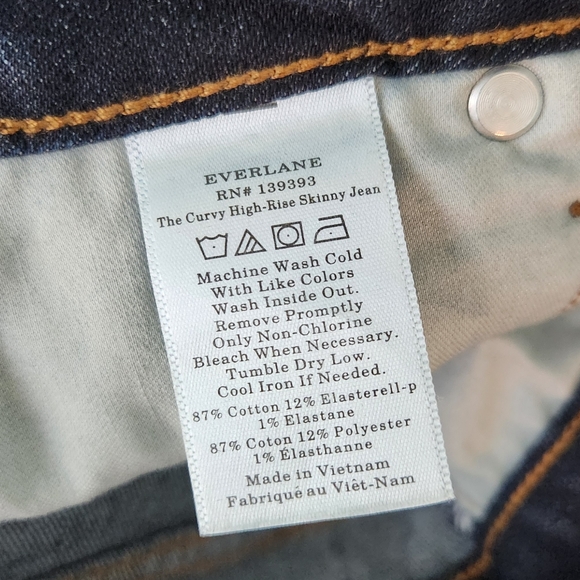 EVERLANE
RN# 139393
The Curvy High-Rise Skinny Jean
Machine Wash Cold
With Like Colors
Wash Inside Out.
Remove Promptly
Only Non-Chlorine
Bleach When Necessary.
Tumble Dry Low.
Cool Iron If Needed.
87% Cotton 12% Elasterell-p
1% Elastane
87% Coton 12% Polyester
1% Élasthanne
Made in Vietnam
Fabriqué au Viêt-Nam